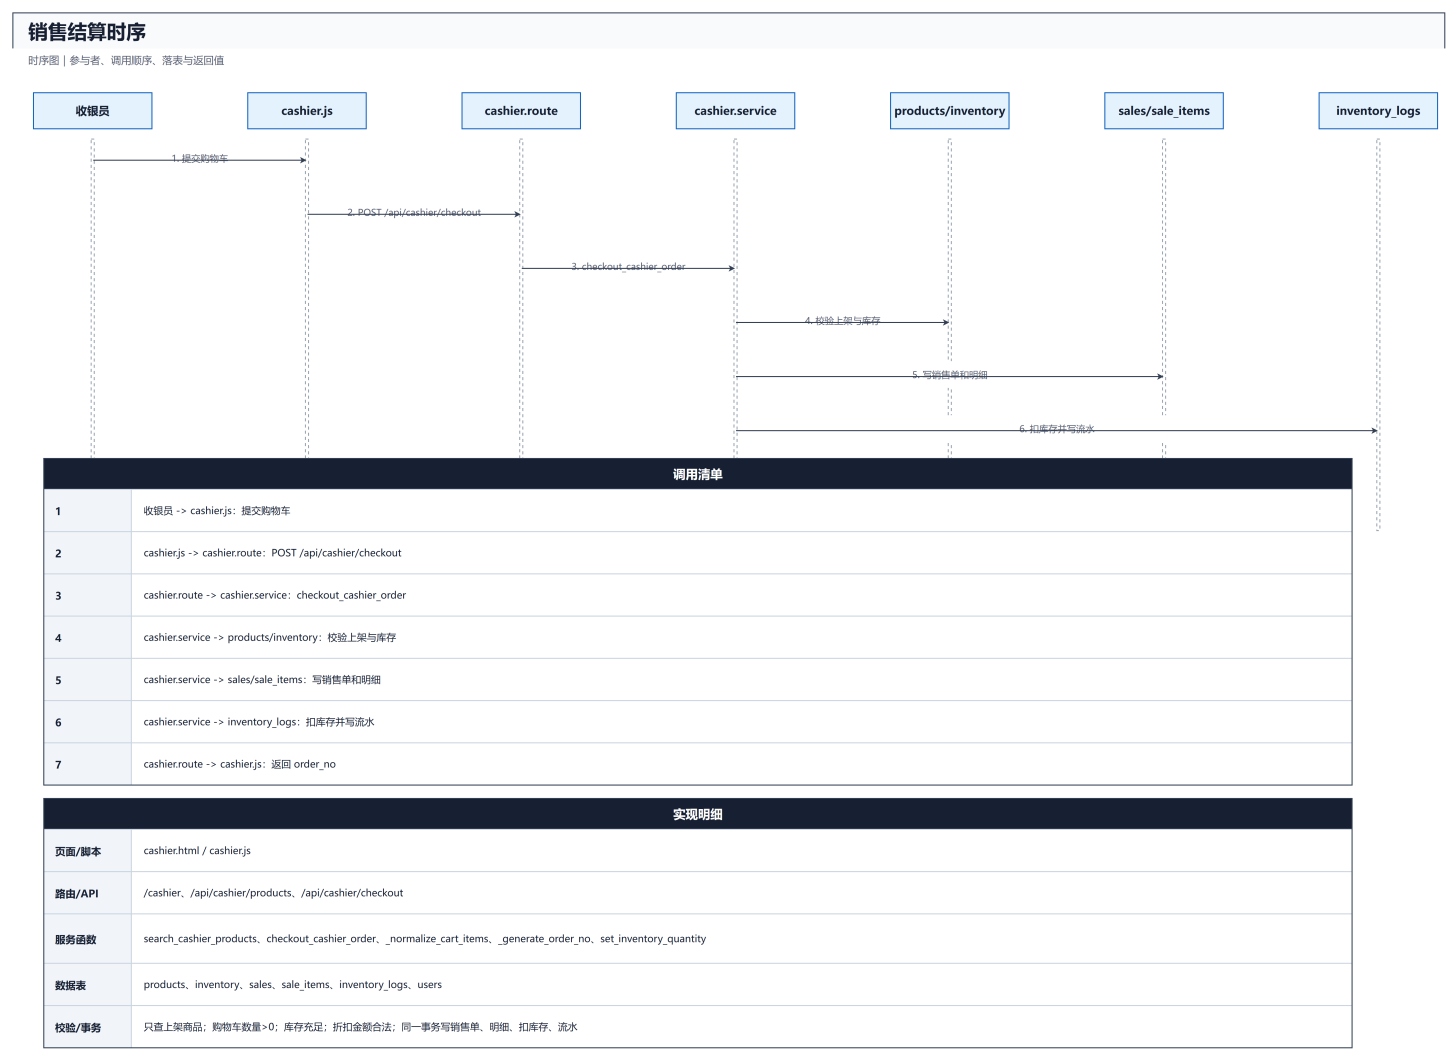 销售结算时序
时序图 | 参与者、调用顺序、落表与返回值
收银员
cashier.js
cashier.route
cashier.service
products/inventory
sales/sale_items
inventory_logs
1. 提交购物车
2. POST /api/cashier/checkout
3. checkout_cashier_order
4. 校验上架与库存
5. 写销售单和明细
6. 扣库存并写流水
调用清单
1 收银员 -> cashier.js：提交购物车
2 cashier.js -> cashier.route：POST /api/cashier/checkout
3 cashier.route -> cashier.service：checkout_cashier_order
4 cashier.service -> products/inventory：校验上架与库存
5 cashier.service -> sales/sale_items：写销售单和明细
6 cashier.service -> inventory_logs：扣库存并写流水
7 cashier.route -> cashier.js：返回 order_no
实现明细
页面/脚本 cashier.html / cashier.js
路由/API /cashier、/api/cashier/products、/api/cashier/checkout
服务函数 search_cashier_products、checkout_cashier_order、_normalize_cart_items、_generate_order_no、set_inventory_quantity
数据表 products、inventory、sales、sale_items、inventory_logs、users
校验/事务 只查上架商品；购物车数量>0；库存充足；折扣金额合法；同一事务写销售单、明细、扣库存、流水